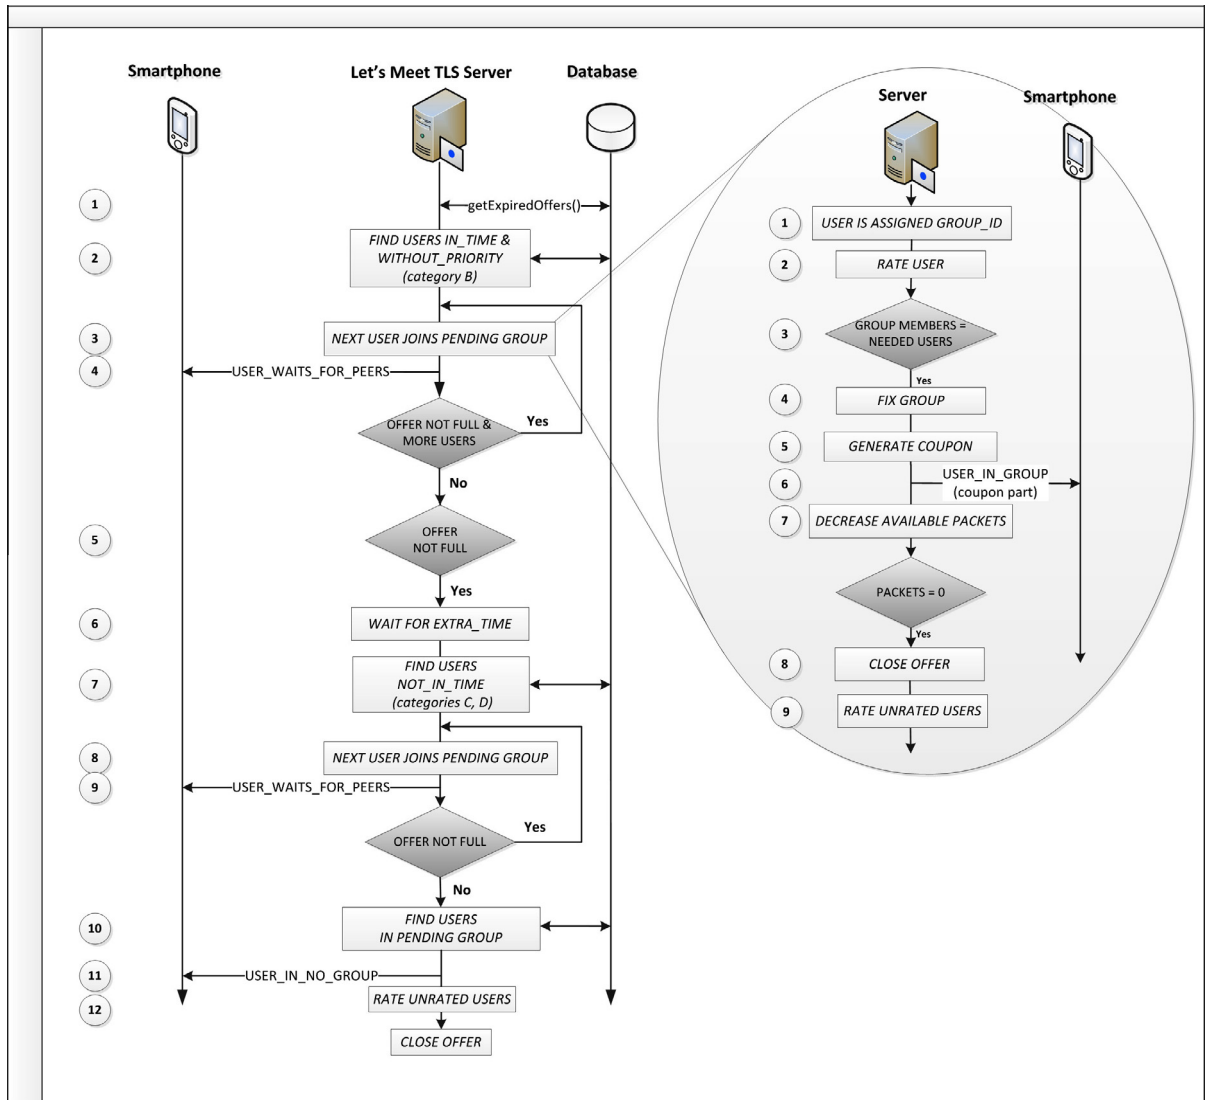 Smartphone
Let's Meet TLS Server
Database
1
getExpiredOffers()
2
FIND USERS IN_TIME &
WITHOUT_PRIORITY
(category B)
3
NEXT USER JOINS PENDING GROUP
4
USER_WAITS_FOR_PEERS
OFFER NOT FULL &
MORE USERS
Yes
No
5
OFFER
NOT FULL
Yes
6
WAIT FOR EXTRA_TIME
7
FIND USERS
NOT_IN_TIME
(categories C, D)
8
NEXT USER JOINS PENDING GROUP
9
USER_WAITS_FOR_PEERS
OFFER NOT FULL
Yes
No
10
FIND USERS
IN PENDING GROUP
11
USER_IN_NO_GROUP
12
RATE UNRATED USERS
CLOSE OFFER
Server
Smartphone
1
USER IS ASSIGNED GROUP_ID
2
RATE USER
3
GROUP MEMBERS =
NEEDED USERS
Yes
4
FIX GROUP
5
GENERATE COUPON
6
USER_IN_GROUP
(coupon part)
7
DECREASE AVAILABLE PACKETS
PACKETS = 0
Yes
8
CLOSE OFFER
9
RATE UNRATED USERS